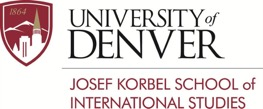 1864
UNIVERSITY of
DENVER
JOSEF KORBEL SCHOOL of
INTERNATIONAL STUDIES